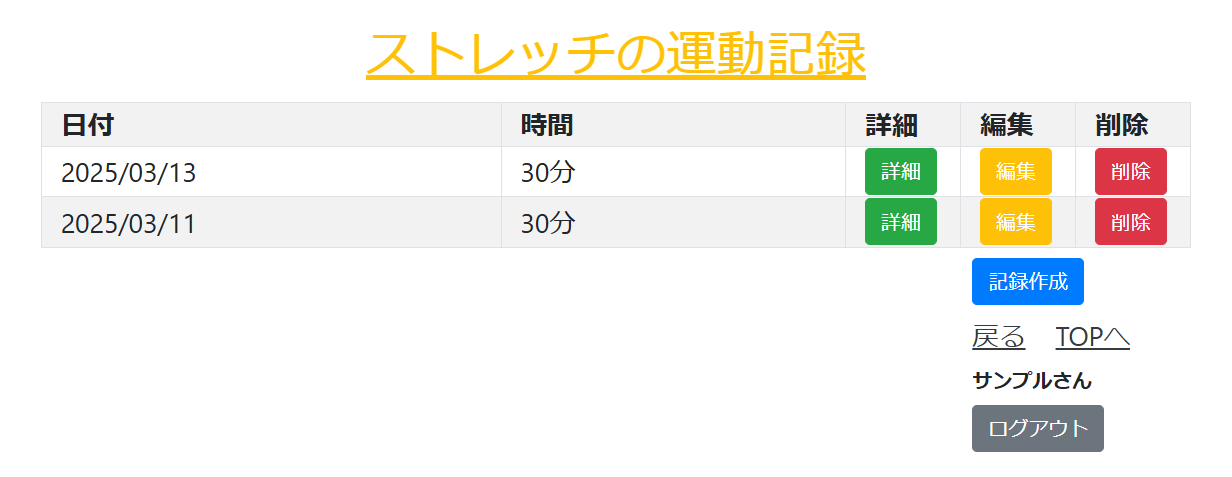 ストレッチの運動記録
日付 時間 詳細 編集 削除
2025/03/13 30分 詳細 編集 削除
2025/03/11 30分 詳細 編集 削除
記録作成
戻る TOPへ
サンプルさん
ログアウト